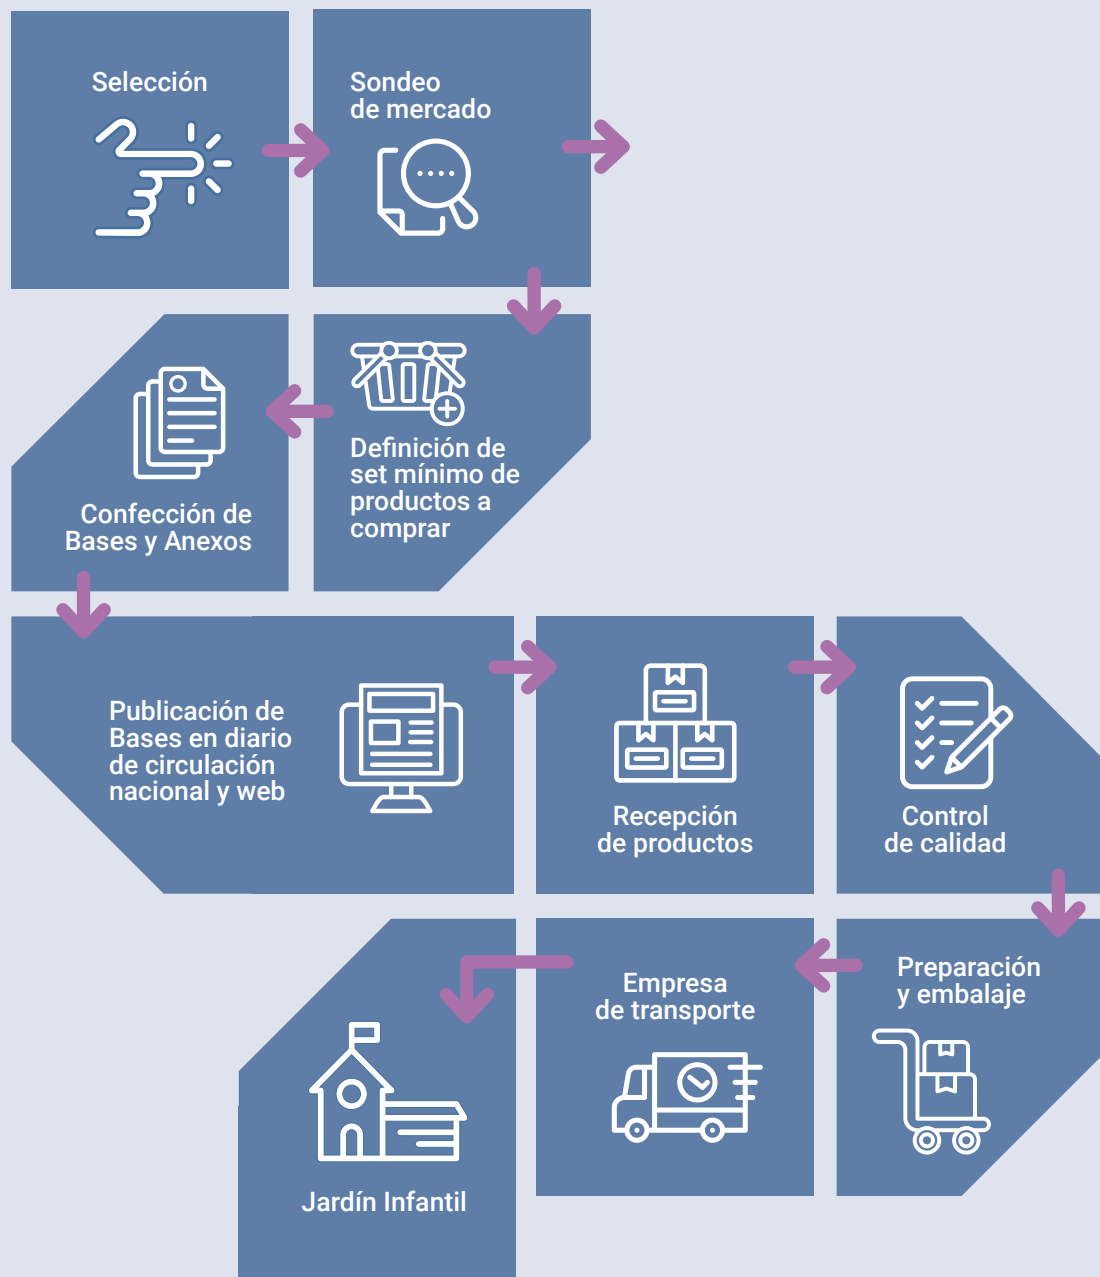 Selección
Sondeo
de mercado
Definición de
set mínimo de
productos a
comprar
Confección de
Bases y Anexos
Publicación de
Bases en diario
de circulación
nacional y web
Recepción
de productos
Control
de calidad
Preparación
y embalaje
Empresa
de transporte
Jardín Infantil